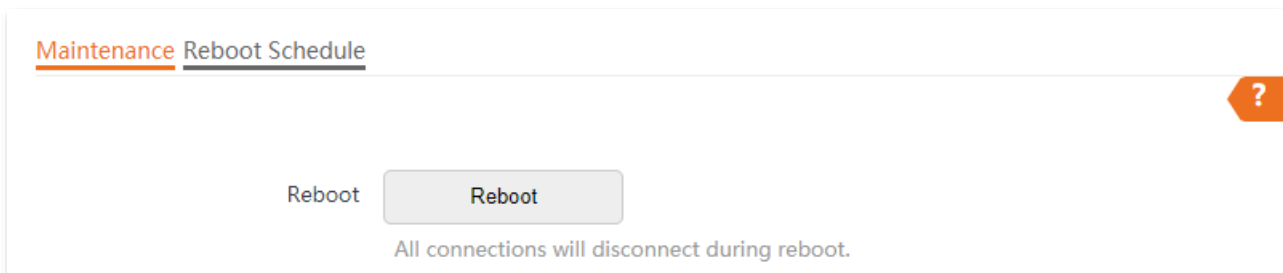 Maintenance Reboot Schedule
?
Reboot Reboot
All connections will disconnect during reboot.